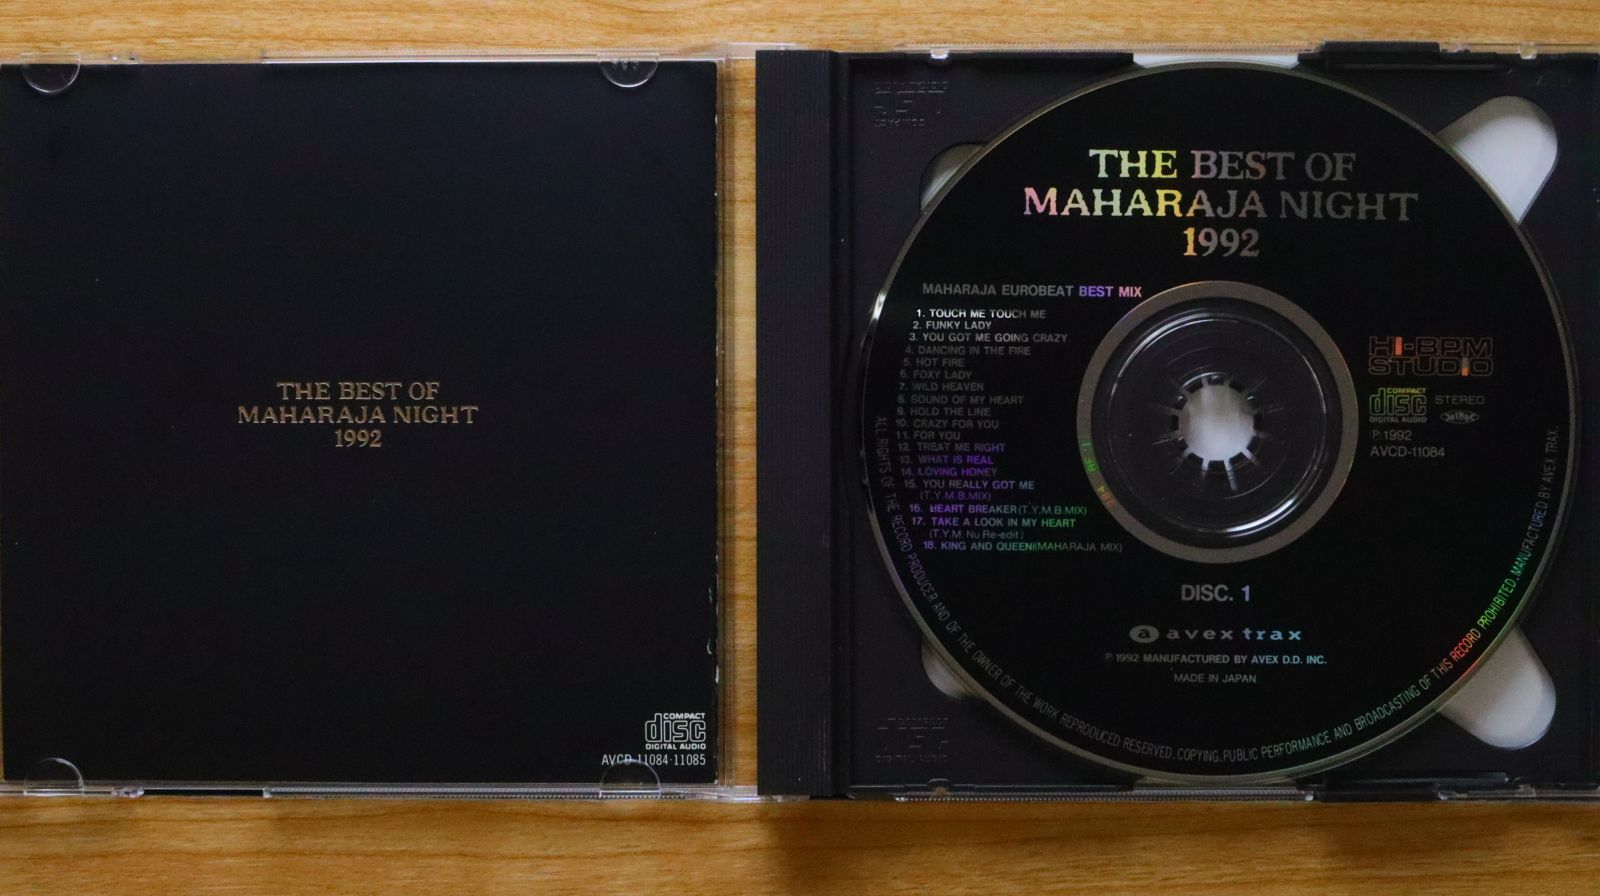 THE BEST OF
MAHARAJA NIGHT
1992
COMPACT
disc
DIGITAL AUDIO
AVCD-11084·11085
THE BEST OF
MAHARAJA NIGHT
1992
MAHARAJA EUROBEAT BEST MIX
1. TOUCH ME TOUCH ME
2. FUNKY LADY
3. YOU GOT ME GOING CRAZY
4. DANCING IN THE FIRE
5. HOT FIRE
6. FOXY LADY
7. WILD HEAVEN
8. SOUND OF MY HEART
9. HOLD THE LINE
10. CRAZY FOR YOU
11. FOR YOU
12. TREAT ME RIGHT
13. WHAT IS REAL
14. LOVING HONEY
15. YOU REALLY GOT ME
(T.Y.M.B.MIX)
16. HEART BREAKER(T.Y.M.B.MIX)
17. TAKE A LOOK IN MY HEART
(T.Y.M. Nu Re-edit)
18. KING AND QUEEN(MAHARAJA MIX)
HI-BPM
STUDIO
COMPACT
disc
DIGITAL AUDIO
STEREO
℗ 1992
AVCD-11084
DISC. 1
a avex trax
℗ 1992 MANUFACTURED BY AVEX D.D. INC.
MADE IN JAPAN
ALL RIGHTS OF THE RECORD PRODUCER AND OF THE OWNER OF THE WORK REPRODUCED RESERVED. COPYING, PUBLIC PERFORMANCE AND BROADCASTING OF THIS RECORD PROHIBITED. MANUFACTURED BY AVEX TRAX.